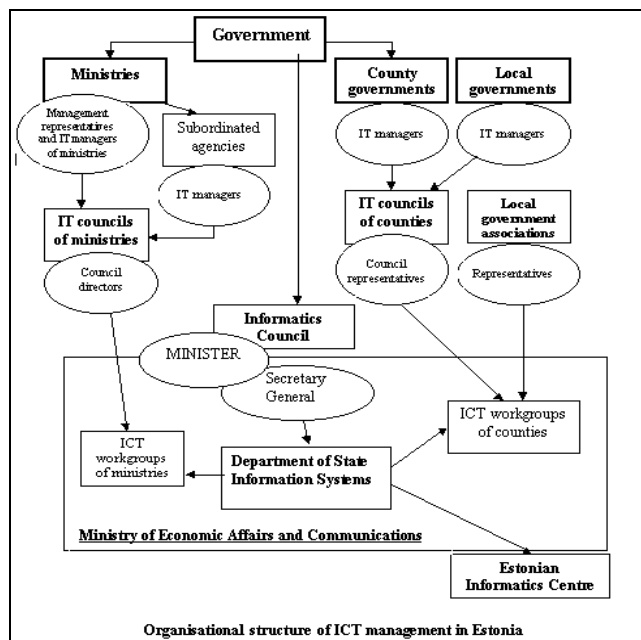 Government
Ministries
County
governments
Local
governments
Management
representatives
and IT managers
of ministries
Subordinated
agencies
IT managers
IT managers
IT managers
IT councils
of ministries
IT councils
of counties
Local
government
associations
Council
directors
Council
representatives
Representatives
Informatics
Council
MINISTER
Secretary
General
ICT workgroups
of counties
ICT
workgroups
of ministries
Department of State
Information Systems
Ministry of Economic Affairs and Communications
Estonian
Informatics Centre
Organisational structure of ICT management in Estonia